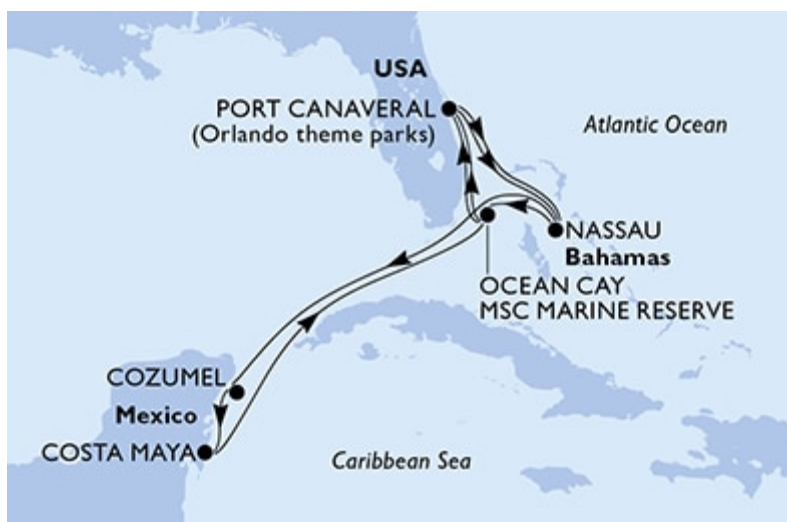 USA
PORT CANAVERAL
(Orlando theme parks)
Atlantic Ocean
NASSAU
Bahamas
OCEAN CAY
MSC MARINE RESERVE
COZUMEL
Mexico
COSTA MAYA
Caribbean Sea